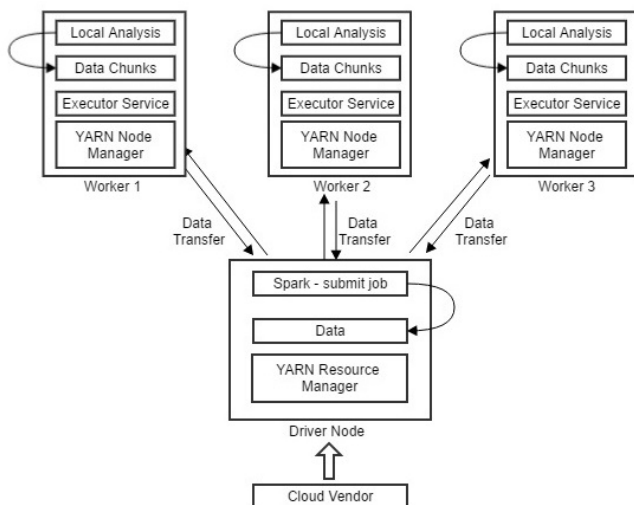 Local Analysis
Data Chunks
Executor Service
YARN Node
Manager
Worker 1
Local Analysis
Data Chunks
Executor Service
YARN Node
Manager
Worker 2
Local Analysis
Data Chunks
Executor Service
YARN Node
Manager
Worker 3
Data
Transfer
Data
Transfer
Data
Transfer
Spark - submit job
Data
YARN Resource
Manager
Driver Node
Cloud Vendor